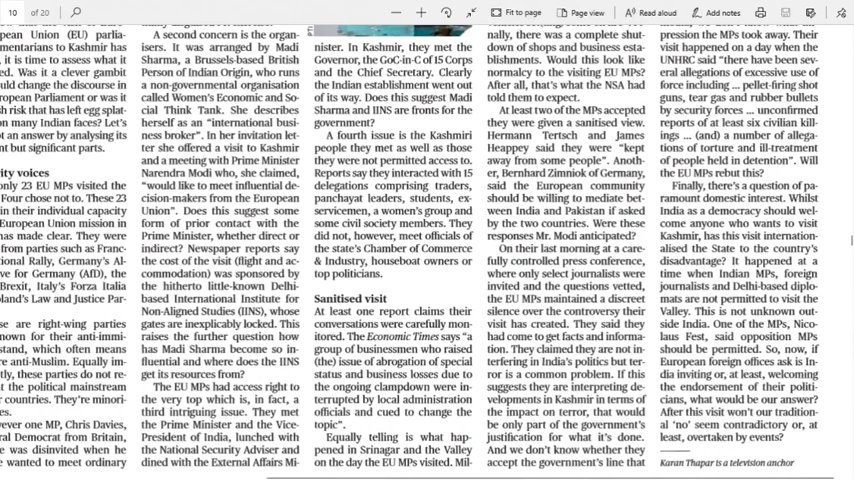 10 of 20
Fit to page
Page view
Read aloud
Add notes
PTI
pean Union (EU) parlia-
mentarians to Kashmir has
, it is time to assess what it
ed. Was it a clever gambit
uld change the discourse in
ropean Parliament or was it
sh risk that has left egg splat-
on many Indian faces? Let's
ot an answer by analysing its
nt but significant parts.
rity voices
only 23 EU MPs visited the
Four chose not to. These 23
in their individual capacity
European Union mission in
has made clear. They were
from parties such as Franc-
tional Rally, Germany's Al-
ve for Germany (AfD), the
Brexit, Italy's Forza Italia
oland's Law and Justice Par-
se are right-wing parties
nown for their anti-immi-
stand, which often means
re anti-Muslim. Equally im-
tly, these parties do not re-
t the political mainstream
r countries. They're minori-
es.
wever one MP, Chris Davies,
ral Democrat from Britain,
was disinvited when he
e wanted to meet ordinary
A second concern is the organ-
isers. It was arranged by Madi
Sharma, a Brussels-based British
Person of Indian Origin, who runs
a non-governmental organisation
called Women's Economic and So-
cial Think Tank. She describes
herself as an "international busi-
ness broker". In her invitation let-
ter she offered a visit to Kashmir
and a meeting with Prime Minister
Narendra Modi who, she claimed,
"would like to meet influential de-
cision-makers from the European
Union". Does this suggest some
form of prior contact with the
Prime Minister, whether direct or
indirect? Newspaper reports say
the cost of the visit (flight and ac-
commodation) was sponsored by
the hitherto little-known Delhi-
based International Institute for
Non-Aligned Studies (IINS), whose
gates are inexplicably locked. This
raises the further question how
has Madi Sharma become so in-
fluential and where does the IINS
get its resources from?
The EU MPs had access right to
the very top which is, in fact, a
third intriguing issue. They met
the Prime Minister and the Vice-
President of India, lunched with
the National Security Adviser and
dined with the External Affairs Mi-
nister. In Kashmir, they met the
Governor, the GoC-in-C of 15 Corps
and the Chief Secretary. Clearly
the Indian establishment went out
of its way. Does this suggest Madi
Sharma and IINS are fronts for the
government?
A fourth issue is the Kashmiri
people they met as well as those
they were not permitted access to.
Reports say they interacted with 15
delegations comprising traders,
panchayat leaders, students, ex-
servicemen, a women's group and
some civil society members. They
did not, however, meet officials of
the state's Chamber of Commerce
& Industry, houseboat owners or
top politicians.
Sanitised visit
At least one report claims their
conversations were carefully mon-
itored. The Economic Times says "a
group of businessmen who raised
(the) issue of abrogation of special
status and business losses due to
the ongoing clampdown were in-
terrupted by local administration
officials and cued to change the
topic".
Equally telling is what hap-
pened in Srinagar and the Valley
on the day the EU MPs visited. Mil-
nally, there was a complete shut-
down of shops and business esta-
blishments. Would this look like
normalcy to the visiting EU MPs?
After all, that's what the NSA had
told them to expect.
At least two of the MPs accepted
they were given a sanitised view.
Hermann Tertsch and James
Heappey said they were "kept
away from some people". Anoth-
er, Bernhard Zimniok of Germany,
said the European community
should be willing to mediate bet-
ween India and Pakistan if asked
by the two countries. Were these
responses Mr. Modi anticipated?
On their last morning at a care-
fully controlled press conference,
where only select journalists were
invited and the questions vetted,
the EU MPs maintained a discreet
silence over the controversy their
visit has created. They said they
had come to get facts and informa-
tion. They claimed they are not in-
terfering in India's politics but ter-
ror is a common problem. If this
suggests they are interpreting de-
velopments in Kashmir in terms of
the impact on terror, that would
be only part of the government's
justification for what it's done.
And we don't know whether they
accept the government's line that
pression the MPs took away. Their
visit happened on a day when the
UNHRC said "there have been sev-
eral allegations of excessive use of
force including ... pellet-firing shot
guns, tear gas and rubber bullets
by security forces ... unconfirmed
reports of at least six civilian kill-
ings ... (and) a number of allega-
tions of torture and ill-treatment
of people held in detention". Will
the EU MPs rebut this?
Finally, there's a question of pa-
ramount domestic interest. Whilst
India as a democracy should wel-
come anyone who wants to visit
Kashmir, has this visit internation-
alised the State to the country's
disadvantage? It happened at a
time when Indian MPs, foreign
journalists and Delhi-based diplo-
mats are not permitted to visit the
Valley. This is not unknown out-
side India. One of the MPs, Nico-
laus Fest, said opposition MPs
should be permitted. So, now, if
European foreign offices ask is In-
dia inviting or, at least, welcoming
the endorsement of their politi-
cians, what would be our answer?
After this visit won't our tradition-
al 'no' seem contradictory or, at
least, overtaken by events?
Karan Thapar is a television anchor